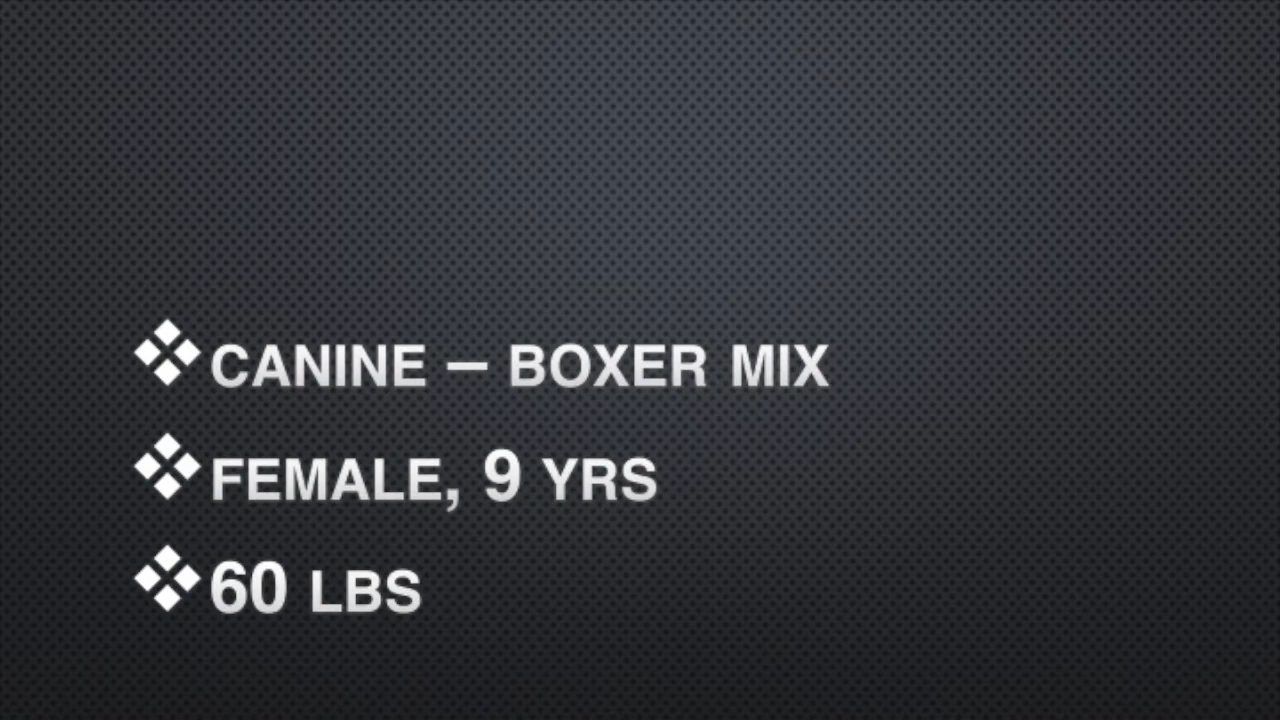 ❖CANINE – BOXER MIX
❖FEMALE, 9 YRS
❖60 LBS